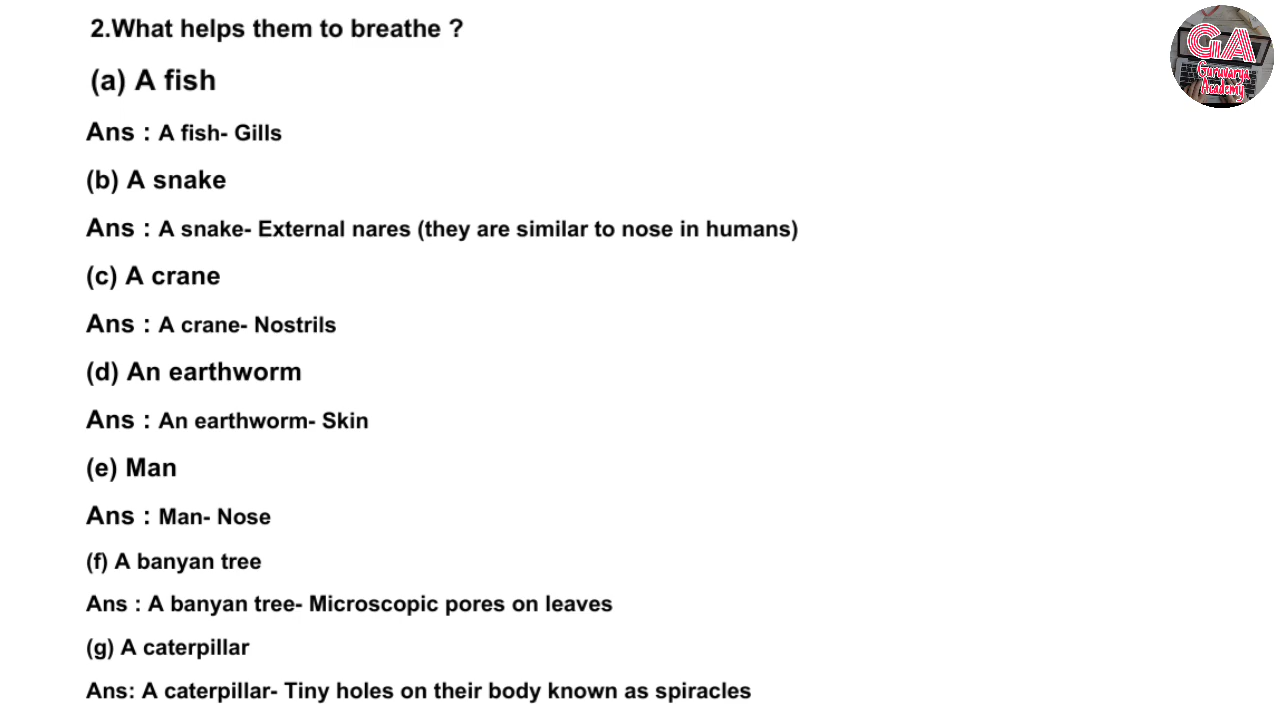 2.What helps them to breathe ?
(a) A fish
Ans : A fish- Gills
(b) A snake
Ans : A snake- External nares (they are similar to nose in humans)
(c) A crane
Ans : A crane- Nostrils
(d) An earthworm
Ans : An earthworm- Skin
(e) Man
Ans : Man- Nose
(f) A banyan tree
Ans : A banyan tree- Microscopic pores on leaves
(g) A caterpillar
Ans: A caterpillar- Tiny holes on their body known as spiracles
GA
Guruvarya
Academy